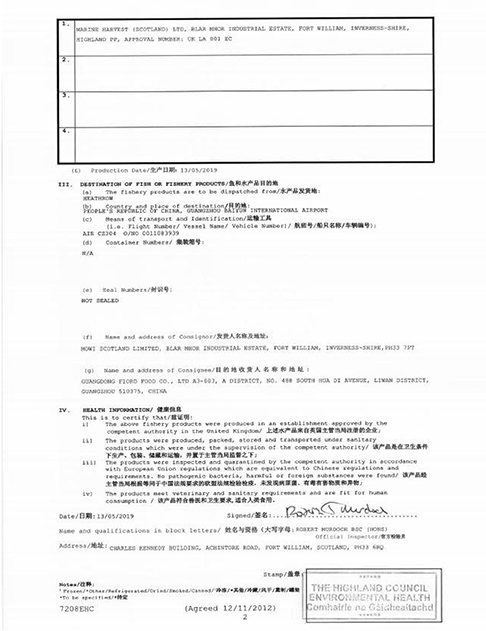 1. MARINE HARVEST (SCOTLAND) LTD, BLAR MHOR INDUSTRIAL ESTATE, FORT WILLIAM, INVERNESS-SHIRE,
HIGHLAND PP, APPROVAL NUMBER: UK LA 001 EC
2.
3.
4.
(E) Production Date/生产日期: 13/05/2019
III. DESTINATION OF FISH OR FISHERY PRODUCTS/鱼和水产品目的地
(a) The fishery products are to be dispatched from/水产品发货地:
HEATHROW
(b) Country and place of destination/目的地:
PEOPLE'S REPUBLIC OF CHINA, GUANGZHOU BAIYUN INTERNATIONAL AIRPORT
(c) Means of transport and Identification/运输工具
(i.e. Flight Number/ Vessel Name/ Vehicle Number)/ 航班号/船只名称/车辆编号):
AIR CZ304 O/NO 0011083939
(d) Container Numbers/ 集装箱号:
N/A
(e) Seal Numbers/封识号:
NOT SEALED
(f) Name and address of Consignor/发货人名称及地址:
MOWI SCOTLAND LIMITED, BLAR MHOR INDUSTRIAL ESTATE, FORT WILLIAM, INVERNESS-SHIRE,PH33 7PT
(g) Name and address of Consignee/目的地收货人名称和地址:
GUANGDONG FIORD FOOD CO., LTD A3-803, A DISTRICT, NO. 488 SOUTH HUA DI AVENUE, LIWAN DISTRICT,
GUANGZHOU 510375, CHINA
IV. HEALTH INFORMATION/ 健康信息
This is to certify that/兹证明:
i) The above fishery products were produced in an establishment approved by the
competent authority in the United Kingdom/ 上述水产品来自英国主管当局注册的企业;
ii) The products were produced, packed, stored and transported under sanitary
conditions which were under the supervision of the competent authority/ 该产品是在卫生条件
下生产、包装、储藏和运输, 并置于主管当局监督之下;
iii) The products were inspected and quarantined by the competent authority in accordance
with European Union regulations which are equivalent to Chinese regulations and
requirements. No pathogenic bacteria, harmful or foreign substances were found/ 该产品经
主管当局根据等同于中国法规要求的欧盟法规检验检疫, 未发现病原菌、有毒有害物质和异物;
iv) The products meet veterinary and sanitary requirements and are fit for human
consumption / 该产品符合兽医和卫生要求, 适合人类食用。
Date/日期: 13/05/2019 Signed/签名:
Name and qualifications in block letters/ 姓名与资格 (大写字母):ROBERT MURDOCH BSC (HONS)
Official Inspector/官方检验员
Address/地址: CHARLES KENNEDY BUILDING, ACHINTORE ROAD, FORT WILLIAM, SCOTLAND, PH33 6RQ
Stamp/盖章:
THE HIGHLAND COUNCIL
ENVIRONMENTAL HEALTH
Comhairle na Gàidhealtachd
Notes/注释:
Frozen/*Other/Refrigerated/Dried/Smoked/Canned/冷冻/*其他/冷藏/风干/熏制/罐装
*To be specified/*待定
7208EHC (Agreed 12/11/2012)
2